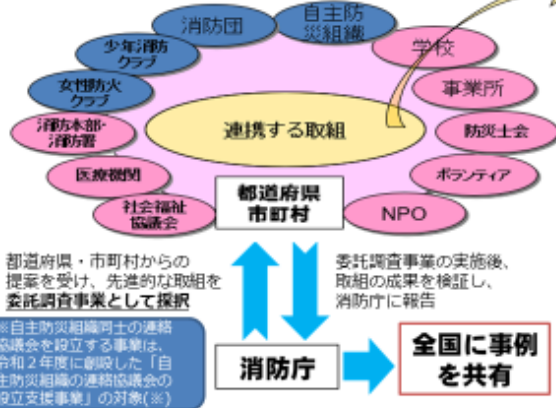 消防団
自主防
災組織
少年消防
クラブ
学校
女性防火
クラブ
事業所
消防本部・
消防署
連携する取組
防災士会
医療機関
ボランティア
社会福祉
協議会
都道府県
市町村
NPO
都道府県・市町村からの
提案を受け、先進的な取組を
委託調査事業として採択
委託調査事業の実施後、
取組の成果を検証し、
消防庁に報告
※自主防災組織同士の連絡
協議会を設立する事業は、
令和２年度に創設した「自
主防災組織の連絡協議会の
設立支援事業」の対象(※)
消防庁
全国に事例
を共有